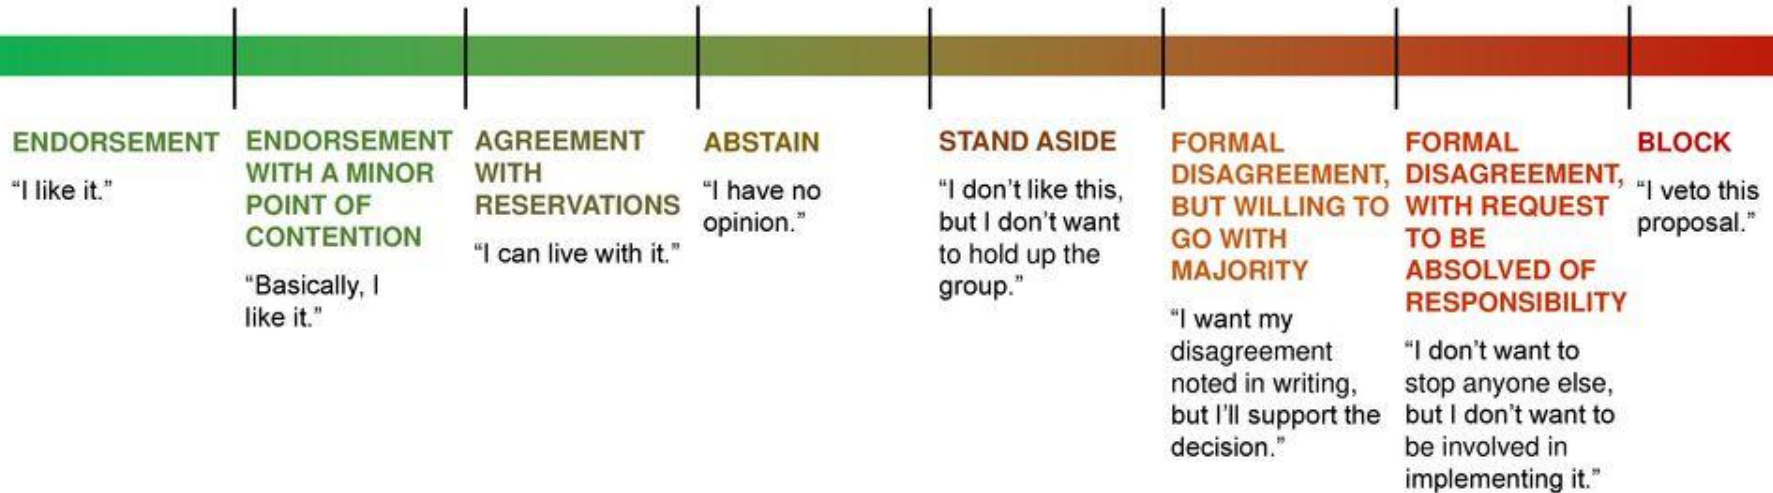 ENDORSEMENT
“I like it.”
ENDORSEMENT
WITH A MINOR
POINT OF
CONTENTION
“Basically, I
like it.”
AGREEMENT
WITH
RESERVATIONS
“I can live with it.”
ABSTAIN
“I have no
opinion.”
STAND ASIDE
“I don’t like this,
but I don’t want
to hold up the
group.”
FORMAL
DISAGREEMENT,
BUT WILLING TO
GO WITH
MAJORITY
“I want my
disagreement
noted in writing,
but I’ll support the
decision.”
FORMAL
DISAGREEMENT,
WITH REQUEST
TO BE
ABSOLVED OF
RESPONSIBILITY
“I don’t want to
stop anyone else,
but I don’t want to
be involved in
implementing it.”
BLOCK
“I veto this
proposal.”